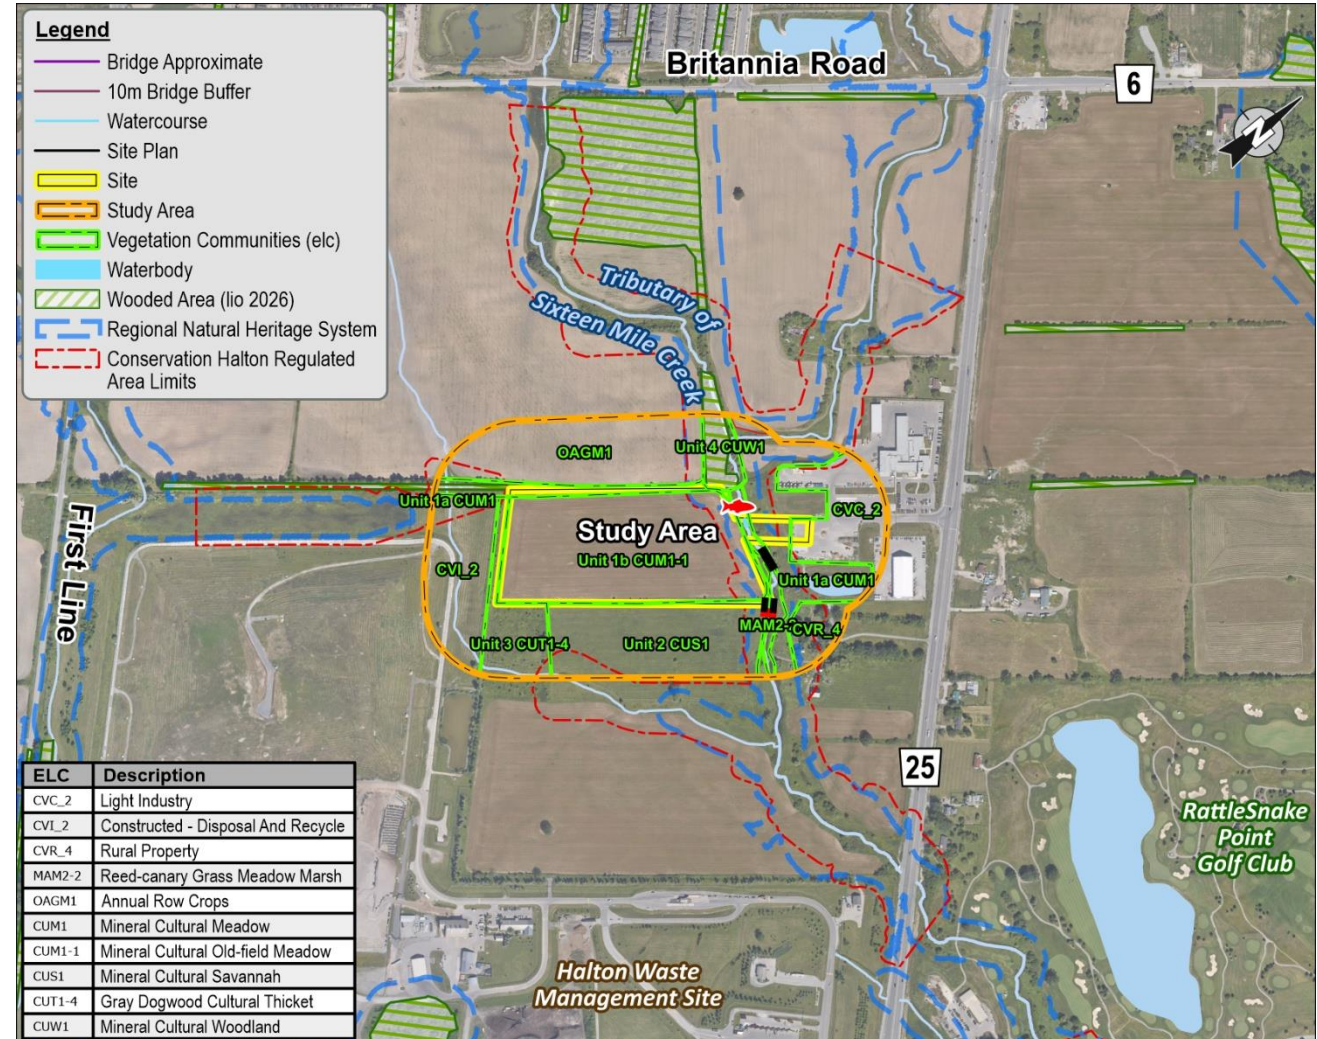 Legend
Bridge Approximate
10m Bridge Buffer
Watercourse
Site Plan
Site
Study Area
Vegetation Communities (elc)
Waterbody
Wooded Area (lio 2026)
Regional Natural Heritage System
Conservation Halton Regulated
Area Limits
Britannia Road
6
N
Tributary of
Sixteen Mile Creek
OAGM1
Unit 4 CUW1
Unit 1a CUM1
CVC_2
Study Area
Unit 1b CUM1-1
First Line
CVI_2
Unit 1a CUM1
MAM2-2
CVR_4
Unit 3 CUT1-4
Unit 2 CUS1
25
RattleSnake
Point
Golf Club
Halton Waste
Management Site
ELC Description
CVC_2 Light Industry
CVI_2 Constructed - Disposal And Recycle
CVR_4 Rural Property
MAM2-2 Reed-canary Grass Meadow Marsh
OAGM1 Annual Row Crops
CUM1 Mineral Cultural Meadow
CUM1-1 Mineral Cultural Old-field Meadow
CUS1 Mineral Cultural Savannah
CUT1-4 Gray Dogwood Cultural Thicket
CUW1 Mineral Cultural Woodland